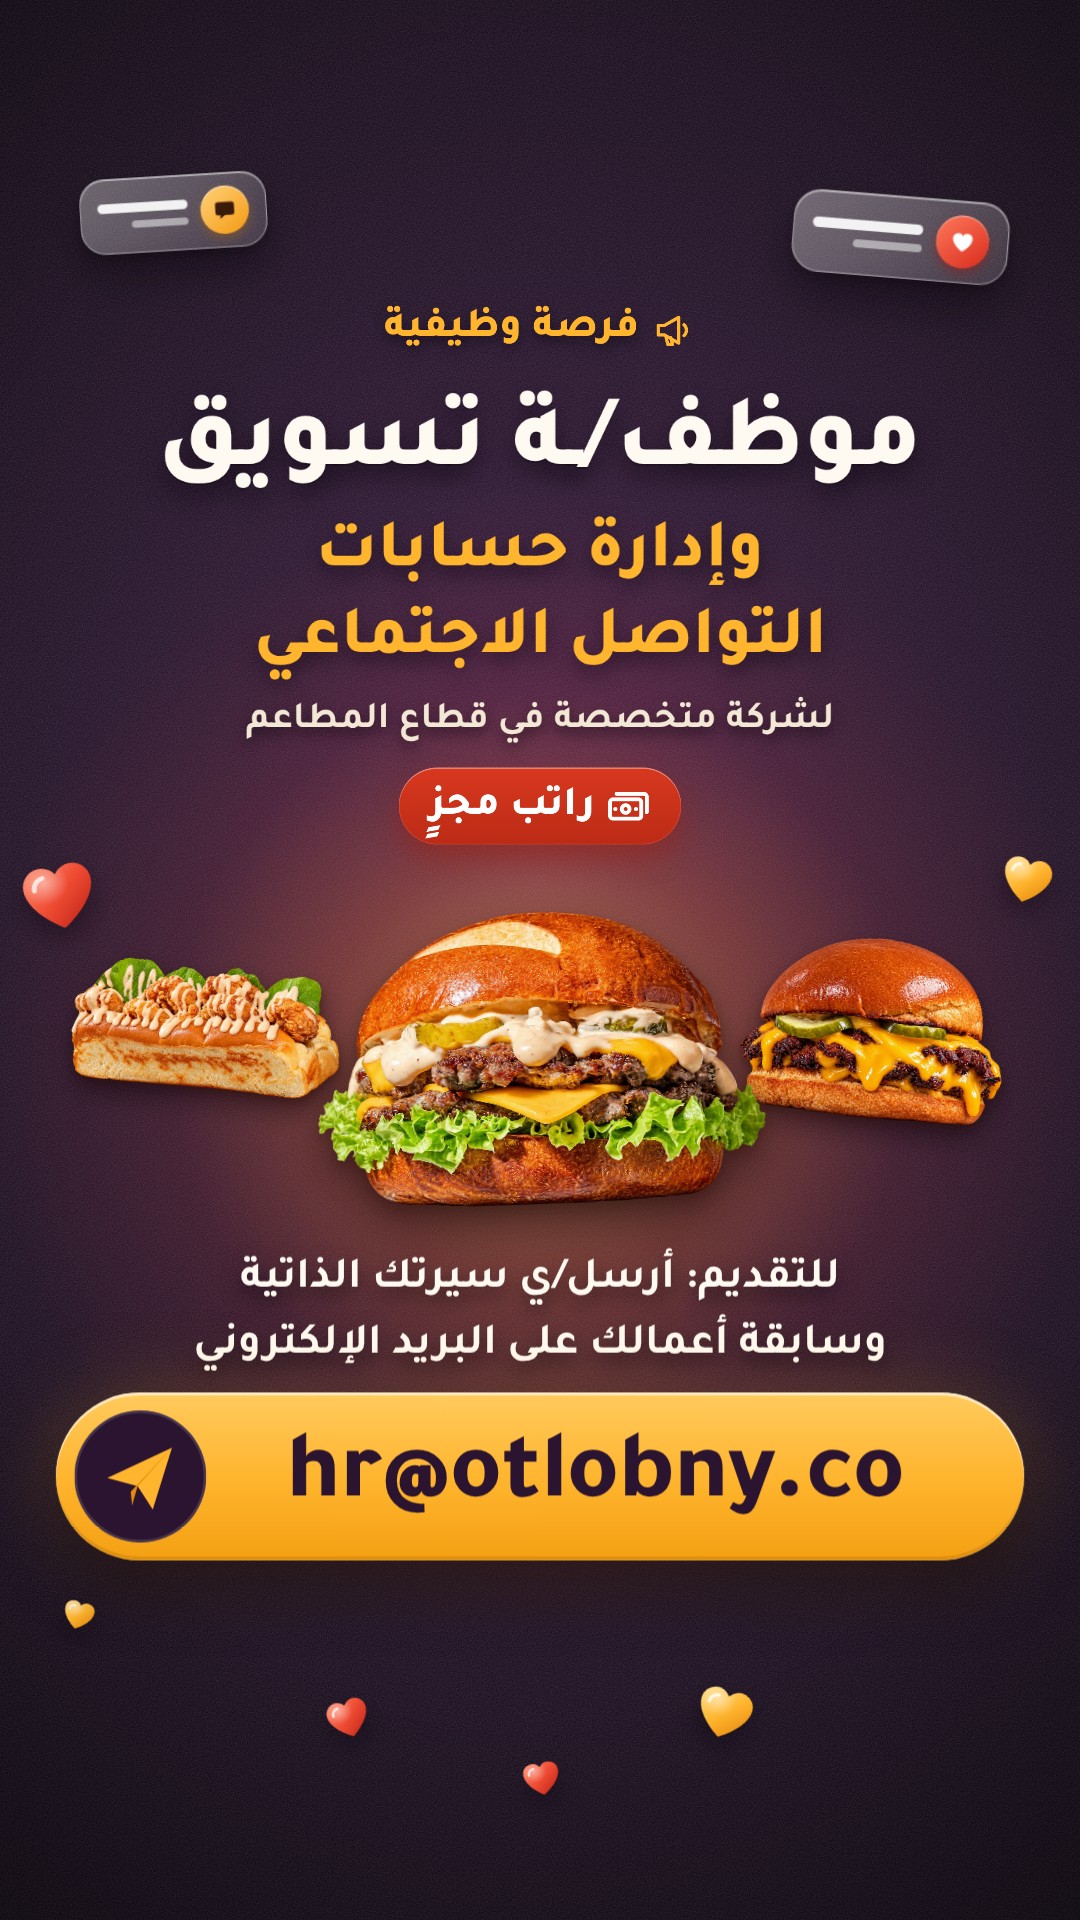 فرصة وظيفية
موظف/ـة تسويق
وإدارة حسابات
التواصل الاجتماعي
لشركة متخصصة في قطاع المطاعم
راتب مجزٍ
للتقديم: أرسل/ي سيرتك الذاتية
وسابقة أعمالك على البريد الإلكتروني
hr@otlobny.co